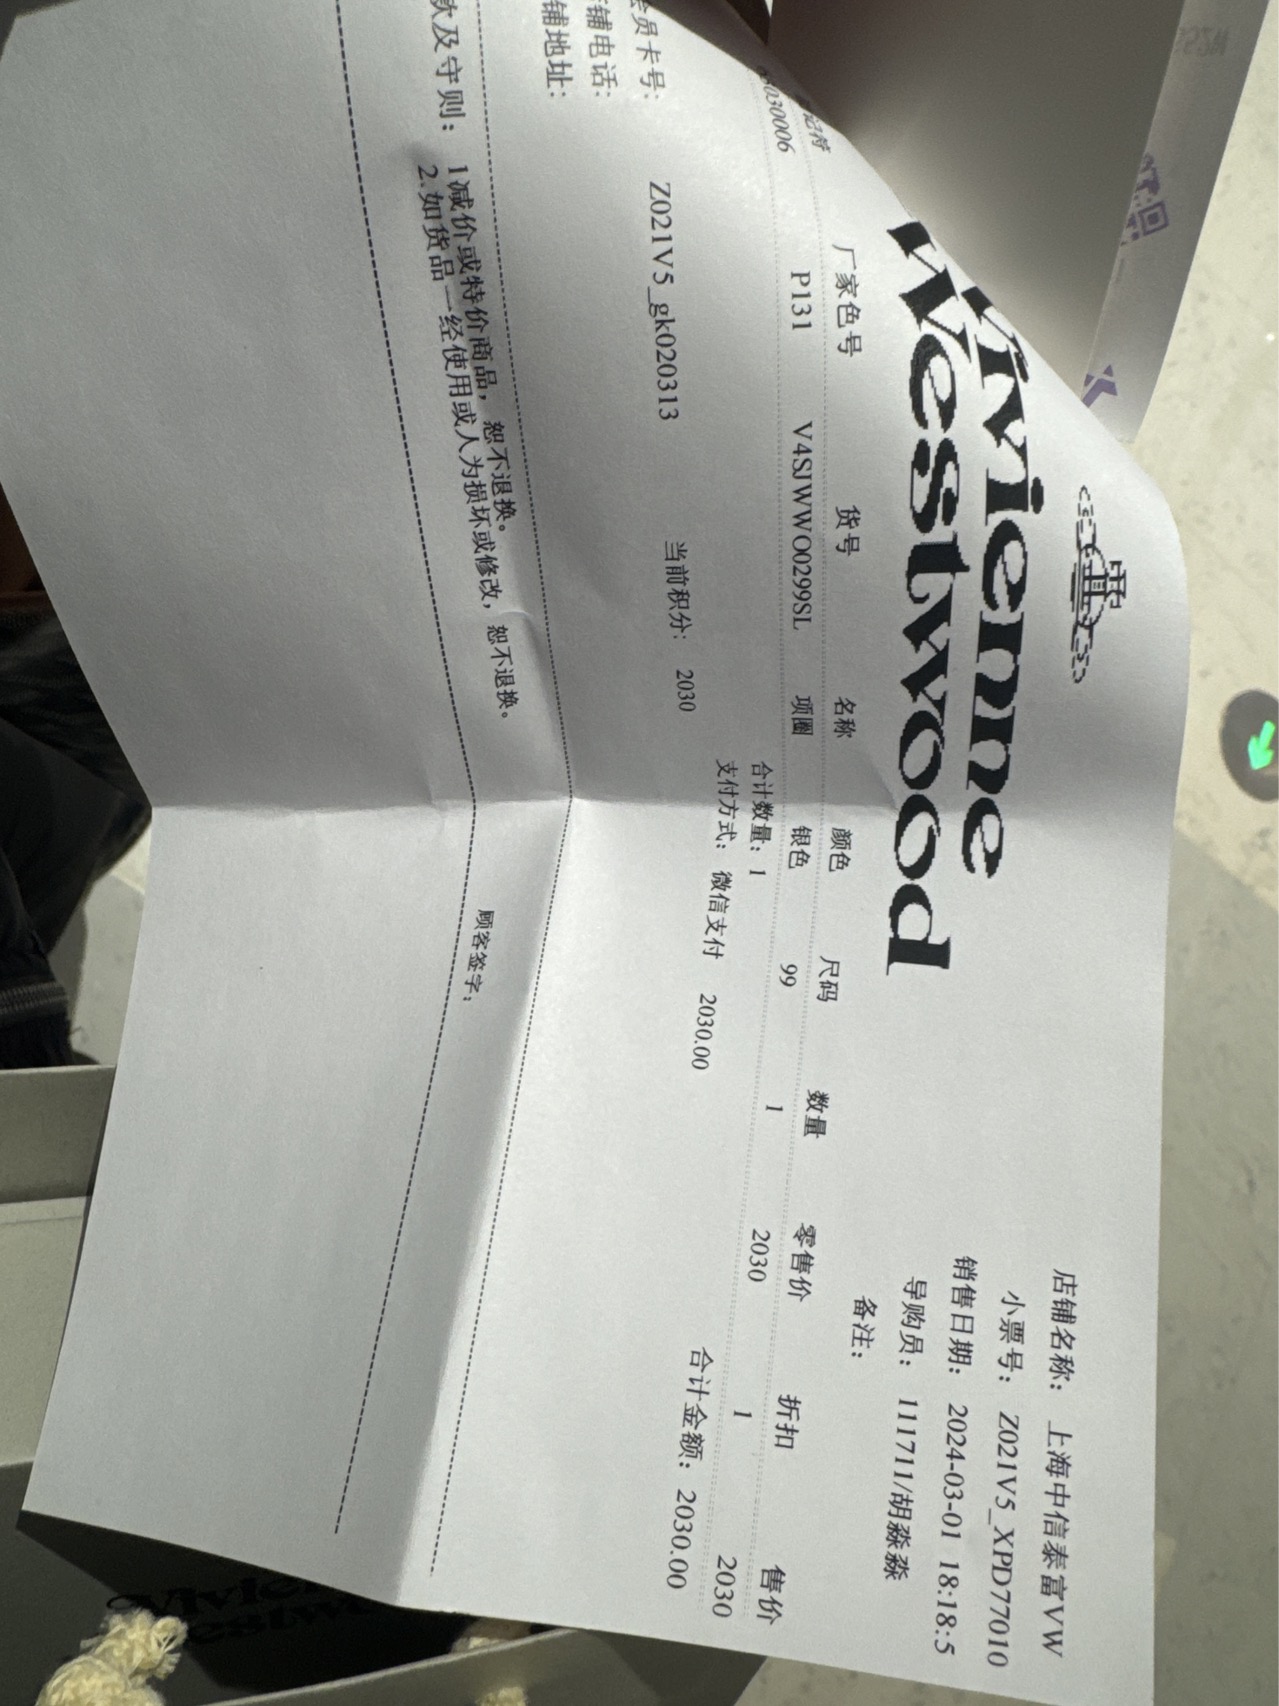 Vivienne
Westwood
店铺名称: 上海中信泰富VW
小票号: Z021V5_XPD77010
销售日期: 2024-03-01 18:18:5
导购员: 111711/胡淼淼
备注:
记符 厂家色号 货号 名称 颜色 尺码 数量 零售价 折扣 售价
P131 V4SJWWO0299SL 项圈 银色 99 1 2030 1 2030
合计数量: 1 合计金额: 2030.00
支付方式: 微信支付 2030.00
会员卡号: Z021V5_gk020313 当前积分: 2030
铺电话:
铺地址:
款及守则: 1减价或特价商品, 恕不退换。
2.如货品一经使用或人为损坏或修改, 恕不退换。
顾客签字: